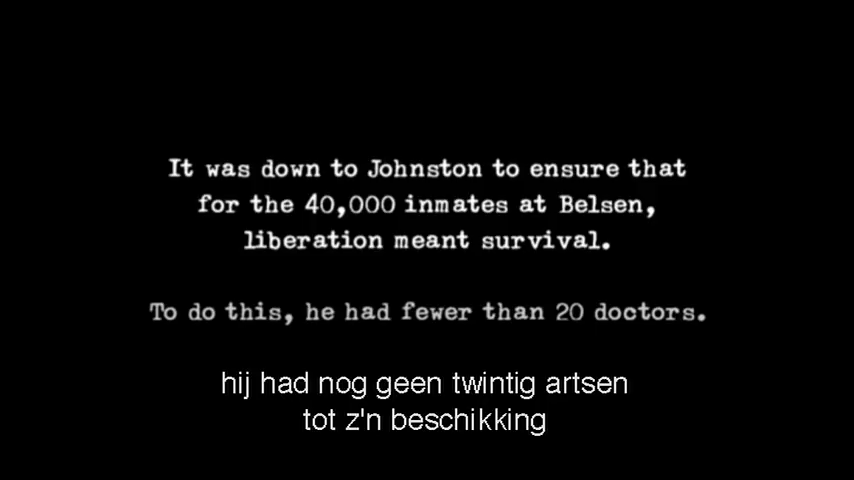 It was down to Johnston to ensure that
for the 40,000 inmates at Belsen,
liberation meant survival.
To do this, he had fewer than 20 doctors.
hij had nog geen twintig artsen
tot z'n beschikking